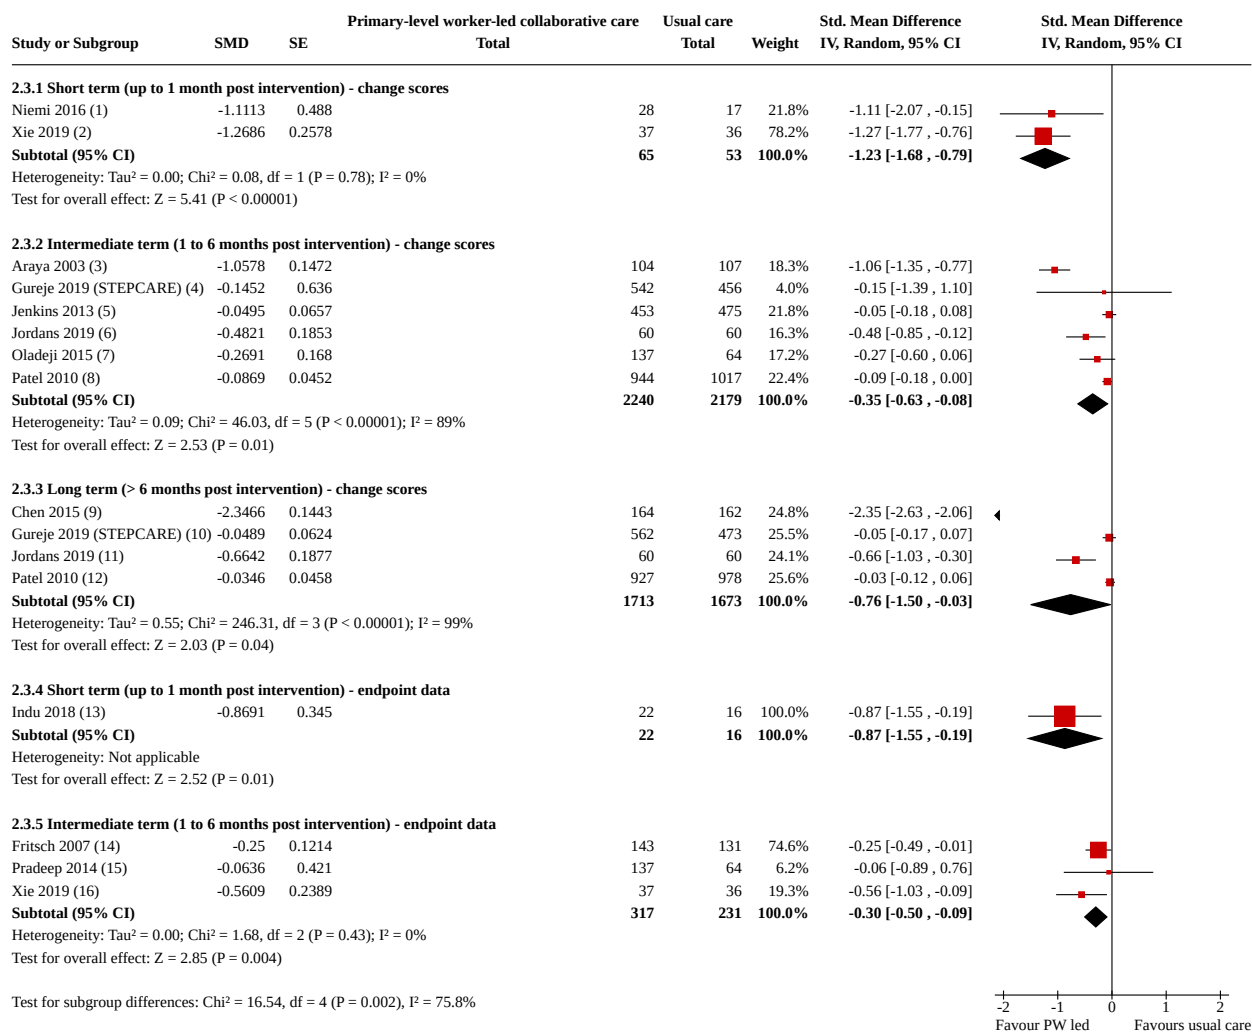 Primary-level worker-led collaborative care Usual care Std. Mean Difference Std. Mean Difference
Study or Subgroup SMD SE Total Total Weight IV, Random, 95% CI IV, Random, 95% CI
2.3.1 Short term (up to 1 month post intervention) - change scores
Niemi 2016 (1) -1.1113 0.488 28 17 21.8% -1.11 [-2.07 , -0.15]
Xie 2019 (2) -1.2686 0.2578 37 36 78.2% -1.27 [-1.77 , -0.76]
Subtotal (95% CI) 65 53 100.0% -1.23 [-1.68 , -0.79]
Heterogeneity: Tau² = 0.00; Chi² = 0.08, df = 1 (P = 0.78); I² = 0%
Test for overall effect: Z = 5.41 (P < 0.00001)
2.3.2 Intermediate term (1 to 6 months post intervention) - change scores
Araya 2003 (3) -1.0578 0.1472 104 107 18.3% -1.06 [-1.35 , -0.77]
Gureje 2019 (STEPCARE) (4) -0.1452 0.636 542 456 4.0% -0.15 [-1.39 , 1.10]
Jenkins 2013 (5) -0.0495 0.0657 453 475 21.8% -0.05 [-0.18 , 0.08]
Jordans 2019 (6) -0.4821 0.1853 60 60 16.3% -0.48 [-0.85 , -0.12]
Oladeji 2015 (7) -0.2691 0.168 137 64 17.2% -0.27 [-0.60 , 0.06]
Patel 2010 (8) -0.0869 0.0452 944 1017 22.4% -0.09 [-0.18 , 0.00]
Subtotal (95% CI) 2240 2179 100.0% -0.35 [-0.63 , -0.08]
Heterogeneity: Tau² = 0.09; Chi² = 46.03, df = 5 (P < 0.00001); I² = 89%
Test for overall effect: Z = 2.53 (P = 0.01)
2.3.3 Long term (> 6 months post intervention) - change scores
Chen 2015 (9) -2.3466 0.1443 164 162 24.8% -2.35 [-2.63 , -2.06]
Gureje 2019 (STEPCARE) (10) -0.0489 0.0624 562 473 25.5% -0.05 [-0.17 , 0.07]
Jordans 2019 (11) -0.6642 0.1877 60 60 24.1% -0.66 [-1.03 , -0.30]
Patel 2010 (12) -0.0346 0.0458 927 978 25.6% -0.03 [-0.12 , 0.06]
Subtotal (95% CI) 1713 1673 100.0% -0.76 [-1.50 , -0.03]
Heterogeneity: Tau² = 0.55; Chi² = 246.31, df = 3 (P < 0.00001); I² = 99%
Test for overall effect: Z = 2.03 (P = 0.04)
2.3.4 Short term (up to 1 month post intervention) - endpoint data
Indu 2018 (13) -0.8691 0.345 22 16 100.0% -0.87 [-1.55 , -0.19]
Subtotal (95% CI) 22 16 100.0% -0.87 [-1.55 , -0.19]
Heterogeneity: Not applicable
Test for overall effect: Z = 2.52 (P = 0.01)
2.3.5 Intermediate term (1 to 6 months post intervention) - endpoint data
Fritsch 2007 (14) -0.25 0.1214 143 131 74.6% -0.25 [-0.49 , -0.01]
Pradeep 2014 (15) -0.0636 0.421 137 64 6.2% -0.06 [-0.89 , 0.76]
Xie 2019 (16) -0.5609 0.2389 37 36 19.3% -0.56 [-1.03 , -0.09]
Subtotal (95% CI) 317 231 100.0% -0.30 [-0.50 , -0.09]
Heterogeneity: Tau² = 0.00; Chi² = 1.68, df = 2 (P = 0.43); I² = 0%
Test for overall effect: Z = 2.85 (P = 0.004)
Test for subgroup differences: Chi² = 16.54, df = 4 (P = 0.002), I² = 75.8%
-2 -1 0 1 2
Favour PW led Favours usual care